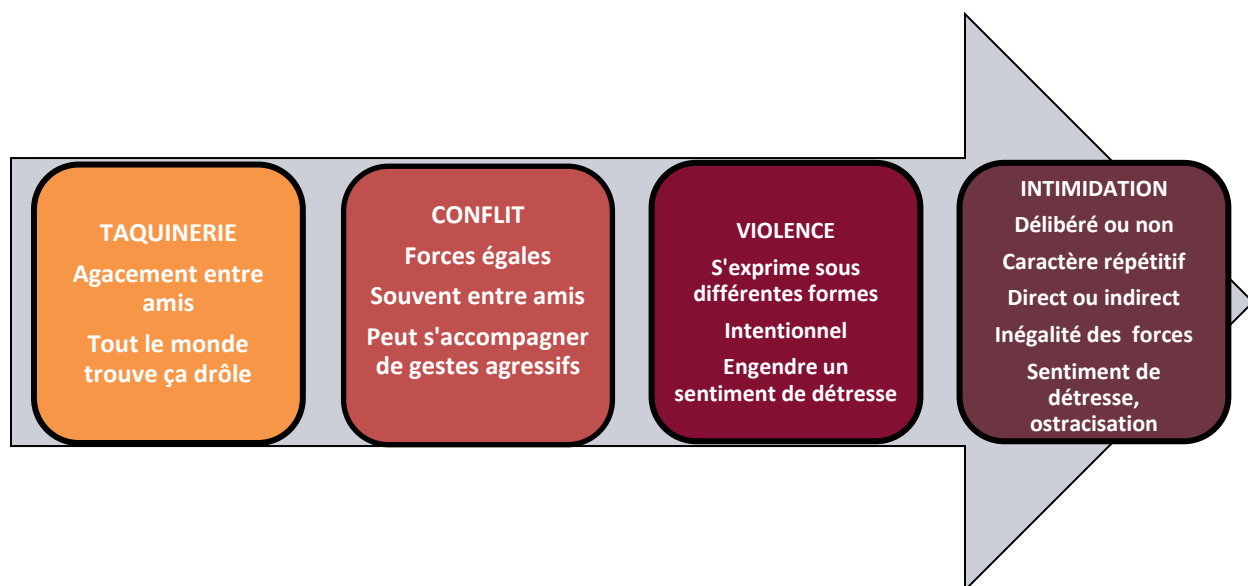 TAQUINERIE
Agacement entre
amis
Tout le monde
trouve ça drôle
CONFLIT
Forces égales
Souvent entre amis
Peut s'accompagner
de gestes agressifs
VIOLENCE
S'exprime sous
différentes formes
Intentionnel
Engendre un
sentiment de détresse
INTIMIDATION
Délibéré ou non
Caractère répétitif
Direct ou indirect
Inégalité des forces
Sentiment de
détresse,
ostracisation